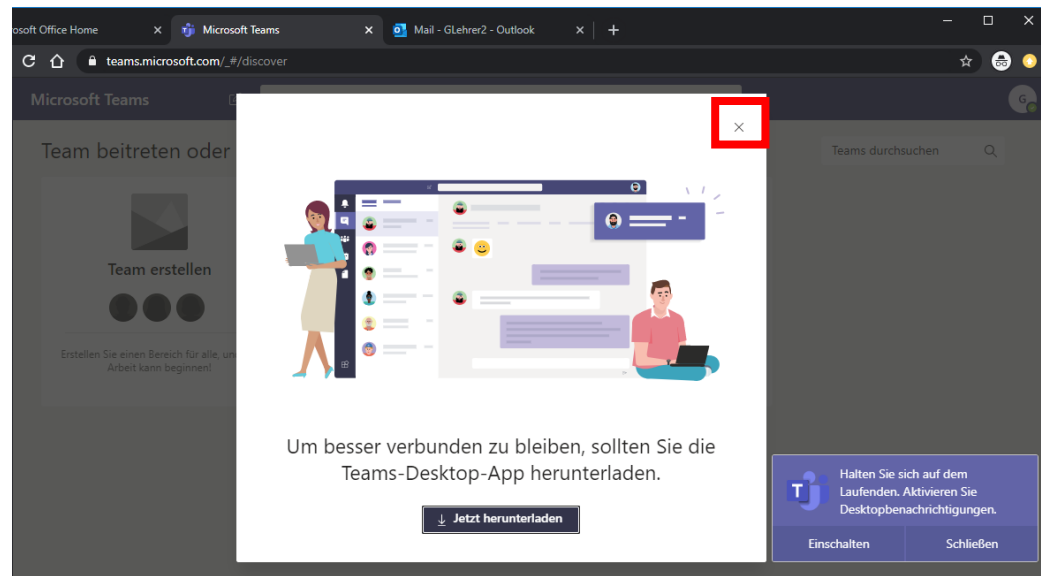 rosoft Office Home
Microsoft Teams
Mail - GLehrer2 - Outlook
teams.microsoft.com/_#/discover
Microsoft Teams
G
Team beitreten oder
Teams durchsuchen
Team erstellen
Erstellen Sie einen Bereich für alle, un
Arbeit kann beginnen!
Um besser verbunden zu bleiben, sollten Sie die
Teams-Desktop-App herunterladen.
Jetzt herunterladen
T
Halten Sie sich auf dem
Laufenden. Aktivieren Sie
Desktopbenachrichtigungen.
Einschalten Schließen